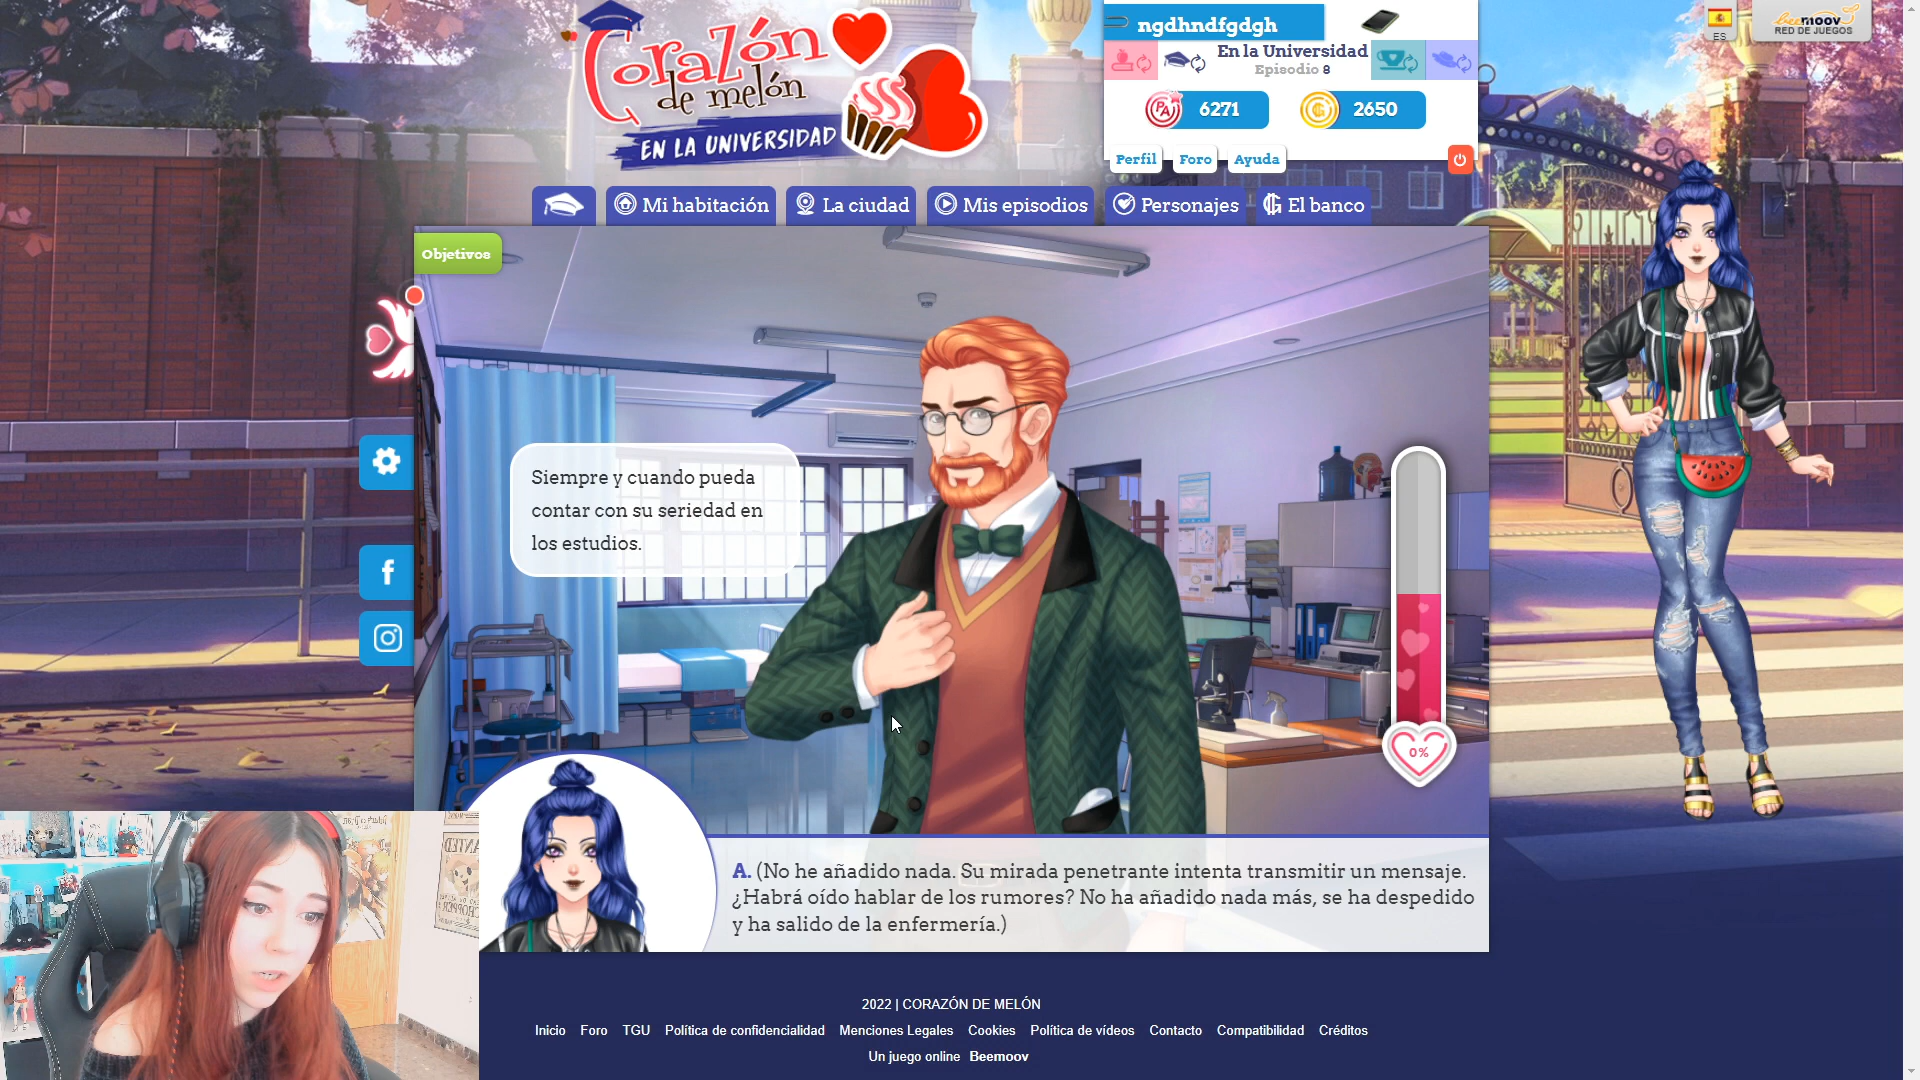 Corazón
de melón
EN LA UNIVERSIDAD
ngdhndfgdgh
En la Universidad
Episodio 8
PA
6271
2650
Perfil
Foro
Ayuda
ES
beemoov
RED DE JUEGOS
Mi habitación
La ciudad
Mis episodios
Personajes
El banco
Objetivos
Siempre y cuando pueda
contar con su seriedad en
los estudios.
0%
A. (No he añadido nada. Su mirada penetrante intenta transmitir un mensaje.
¿Habrá oído hablar de los rumores? No ha añadido nada más, se ha despedido
y ha salido de la enfermería.)
WANTED
CHOPPER
2022 | CORAZÓN DE MELÓN
Inicio
Foro
TGU
Política de confidencialidad
Menciones Legales
Cookies
Política de vídeos
Contacto
Compatibilidad
Créditos
Un juego online Beemoov